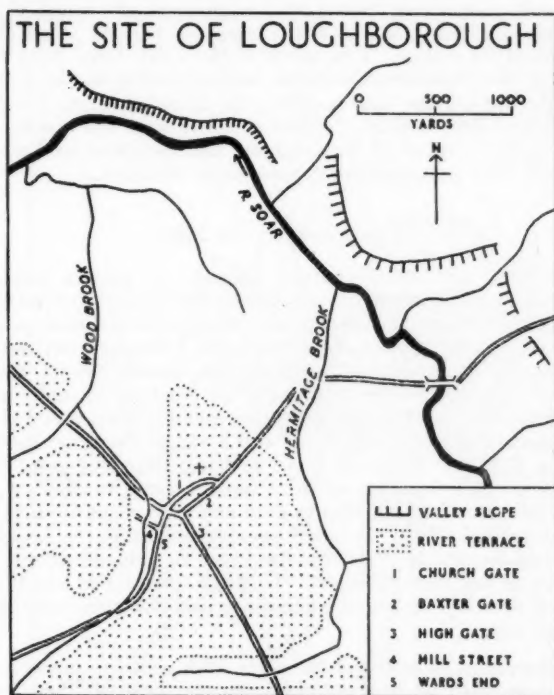 THE SITE OF LOUGHBOROUGH
0 500 1000
YARDS
N
R. SOAR
WOOD BROOK
HERMITAGE BROOK
1
2
3
4
5
VALLEY SLOPE
RIVER TERRACE
1 CHURCH GATE
2 BAXTER GATE
3 HIGH GATE
4 MILL STREET
5 WARDS END